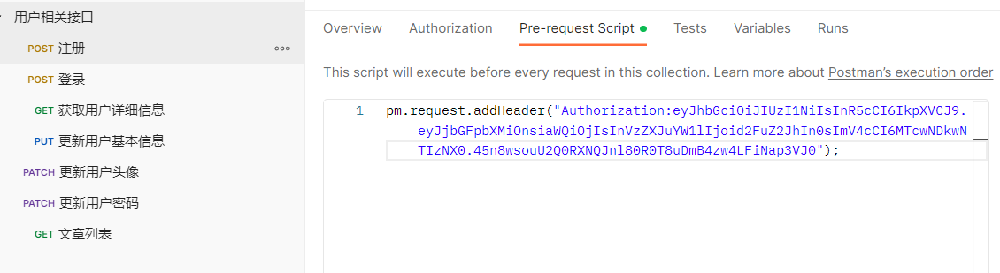 用户相关接口
POST 注册
POST 登录
GET 获取用户详细信息
PUT 更新用户基本信息
PATCH 更新用户头像
PATCH 更新用户密码
GET 文章列表
Overview Authorization Pre-request Script Tests Variables Runs
This script will execute before every request in this collection. Learn more about Postman's execution order
1 pm.request.addHeader("Authorization:eyJhbGciOiJIUzI1NiIsInR5cCI6IkpXVCJ9.
eyJjbGFpbXMiOnsiaWQiOjIsInVzZXJuYW1lIjoid2FuZ2JhIn0sImV4cCI6MTcwNDkwN
TIzNX0.45n8wsouU2Q0RXNQJnl80R0T8uDmB4zw4LFiNap3VJ0");